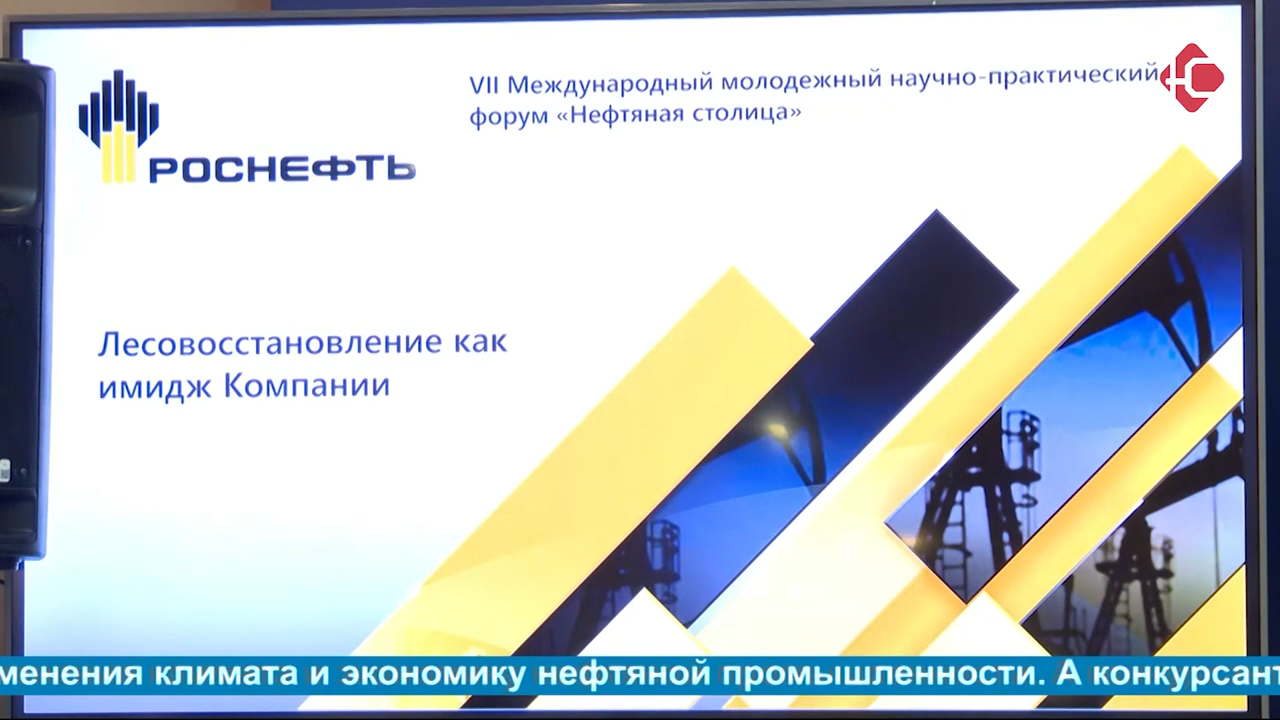 VII Международный молодежный научно-практический
форум «Нефтяная столица»
РОСНЕФТЬ
Лесовосстановление как
имидж Компании
менения климата и экономику нефтяной промышленности. А конкурсант